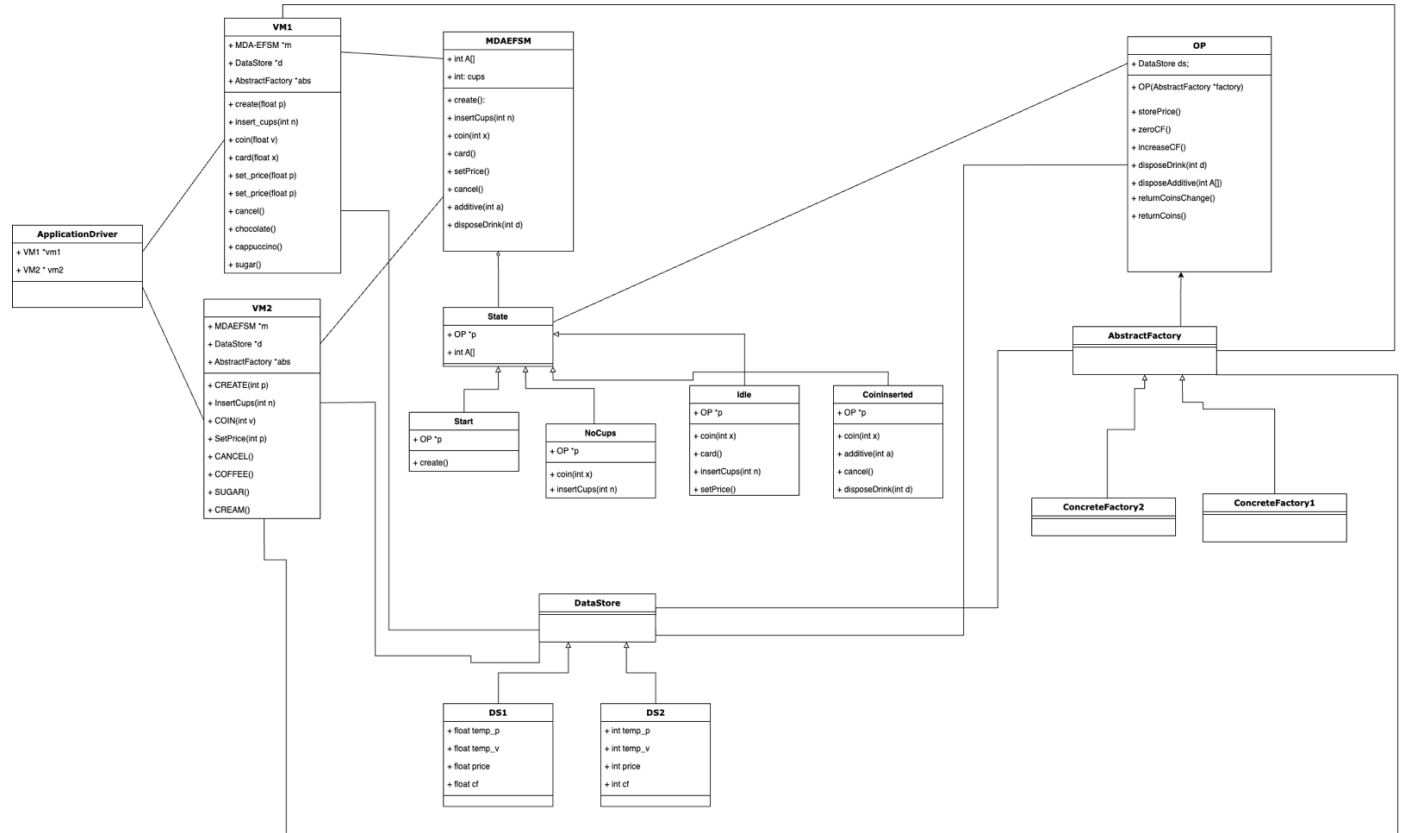 VM1
+ MDA-EFSM *m
+ DataStore *d
+ AbstractFactory *abs
+ create(float p)
+ insert_cups(int n)
+ coin(float v)
+ card(float x)
+ set_price(float p)
+ set_price(float p)
+ cancel()
+ chocolate()
+ cappuccino()
+ sugar()
MDAEFSM
+ int A[]
+ int: cups
+ create():
+ insertCups(int n)
+ coin(int x)
+ card()
+ setPrice()
+ cancel()
+ additive(int a)
+ disposeDrink(int d)
OP
+ DataStore ds;
+ OP(AbstractFactory *factory)
+ storePrice()
+ zeroCF()
+ increaseCF()
+ disposeDrink(int d)
+ disposeAdditive(int A[])
+ returnCoinsChange()
+ returnCoins()
ApplicationDriver
+ VM1 *vm1
+ VM2 * vm2
VM2
+ MDAEFSM *m
+ DataStore *d
+ AbstractFactory *abs
+ CREATE(int p)
+ InsertCups(int n)
+ COIN(int v)
+ SetPrice(int p)
+ CANCEL()
+ COFFEE()
+ SUGAR()
+ CREAM()
State
+ OP *p
+ int A[]
AbstractFactory
Start
+ OP *p
+ create()
NoCups
+ OP *p
+ coin(int x)
+ insertCups(int n)
Idle
+ OP *p
+ coin(int x)
+ card()
+ insertCups(int n)
+ setPrice()
CoinInserted
+ OP *p
+ coin(int x)
+ additive(int a)
+ cancel()
+ disposeDrink(int d)
ConcreteFactory2
ConcreteFactory1
DataStore
DS1
+ float temp_p
+ float temp_v
+ float price
+ float cf
DS2
+ int temp_p
+ int temp_v
+ int price
+ int cf